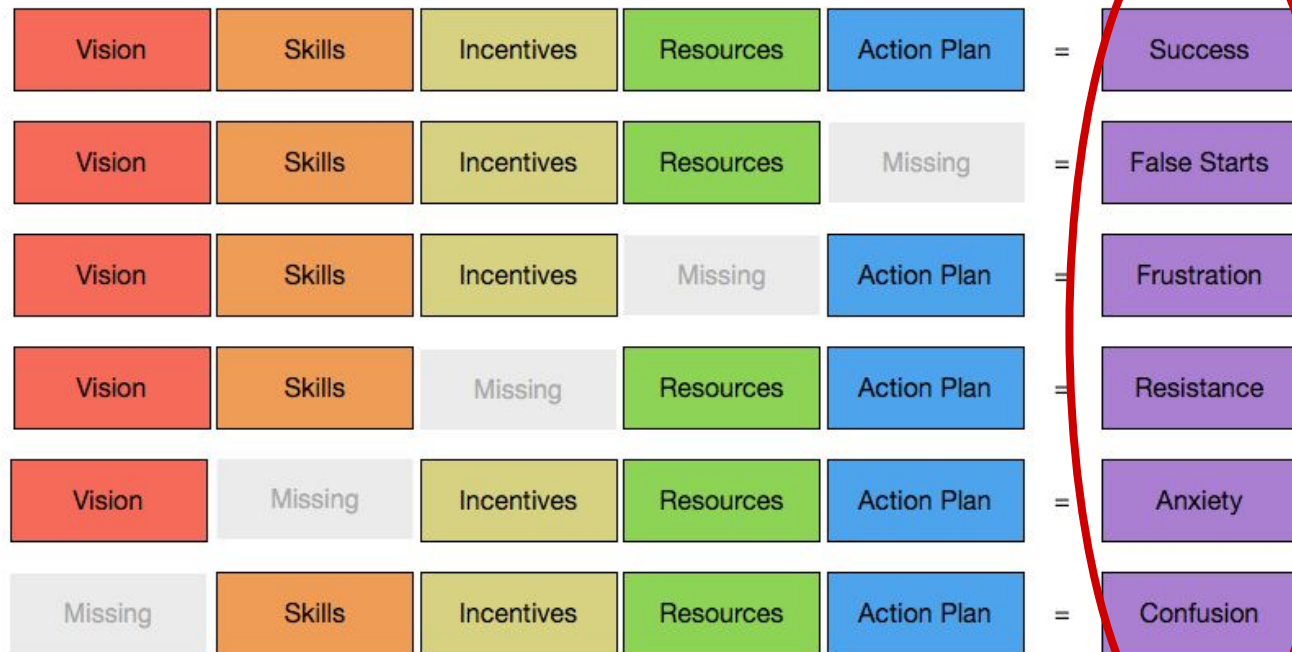 Vision Skills Incentives Resources Action Plan = Success
Vision Skills Incentives Resources Missing = False Starts
Vision Skills Incentives Missing Action Plan = Frustration
Vision Skills Missing Resources Action Plan = Resistance
Vision Missing Incentives Resources Action Plan = Anxiety
Missing Skills Incentives Resources Action Plan = Confusion